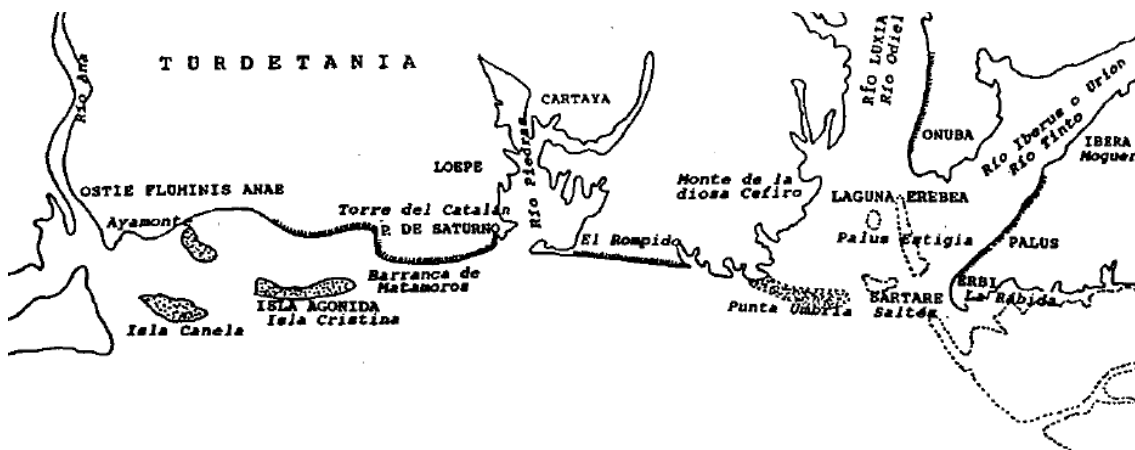 TURDETANIA
Río Ana
OSTIE FLUMINIS ANAE
Ayamonte
Isla Canela
ISLA AGONIDA
Isla Cristina
Torre del Catalán
P. DE SATURNO
Barranca de
Matamoros
LOEPE
CARTAYA
Río Piedras
El Rompido
Monte de la
diosa Cefiro
Punta Umbría
RÍO LUXIA
Río Odiel
ONUBA
Río Iberus o Urion
Río Tinto
IBERA
Moguer
LAGUNA EREBEA
Palus Estigia
PALUS
ERBI
La Rábida
SARTARE
Saltés